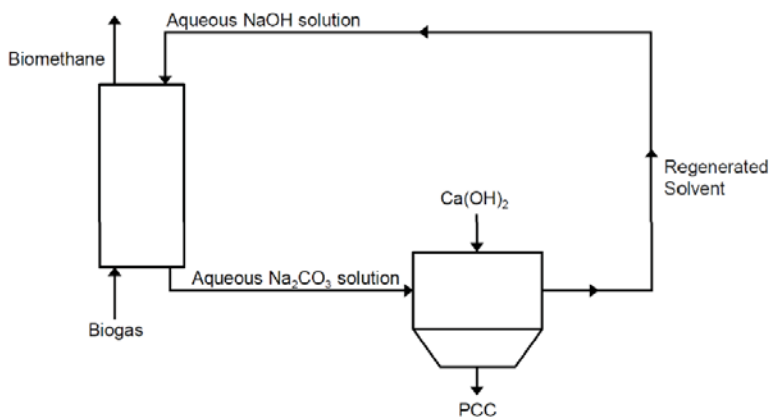 Aqueous NaOH solution
Biomethane
Regenerated
Solvent
Ca(OH)₂
Aqueous Na₂CO₃ solution
Biogas
PCC